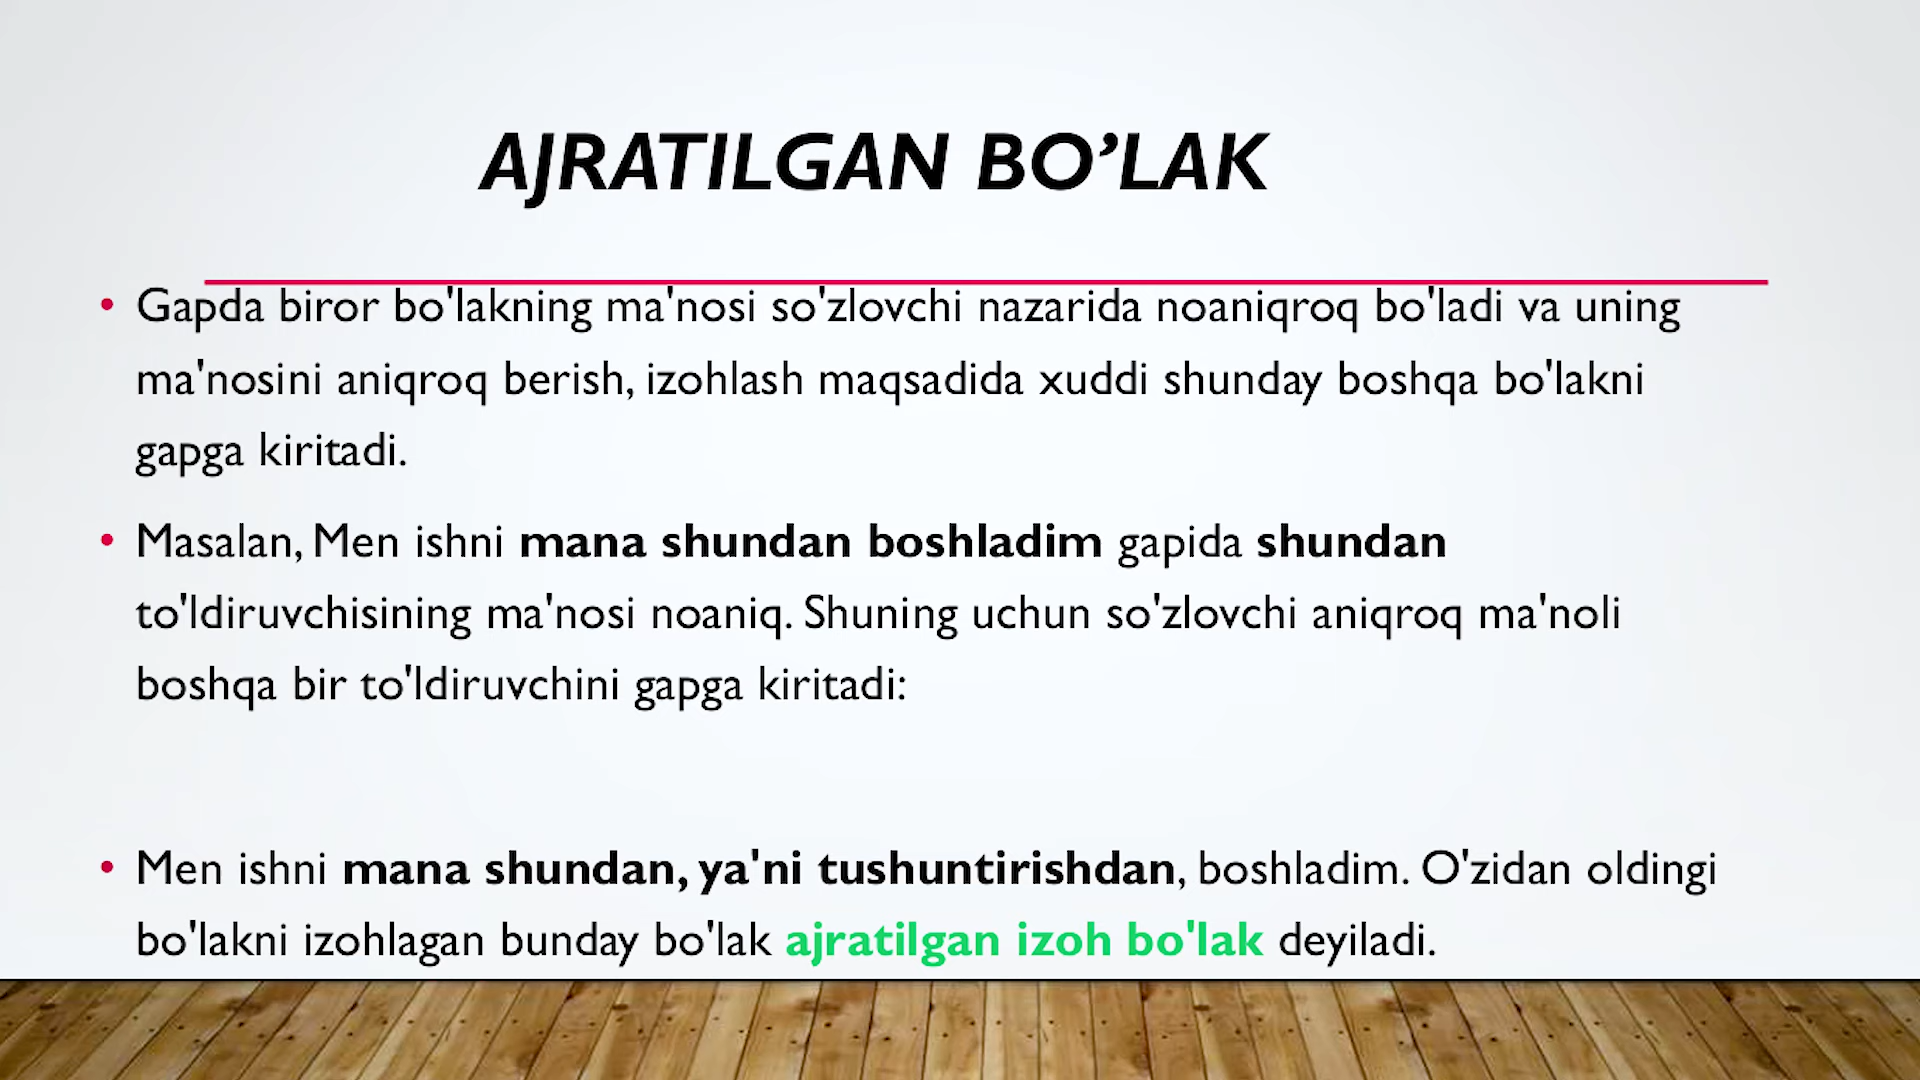 AJRATILGAN BO’LAK
• Gapda biror bo'lakning ma'nosi so'zlovchi nazarida noaniqroq bo'ladi va uning
ma'nosini aniqroq berish, izohlash maqsadida xuddi shunday boshqa bo'lakni
gapga kiritadi.
• Masalan, Men ishni mana shundan boshladim gapida shundan
to'ldiruvchisining ma'nosi noaniq. Shuning uchun so'zlovchi aniqroq ma'noli
boshqa bir to'ldiruvchini gapga kiritadi:
• Men ishni mana shundan, ya'ni tushuntirishdan, boshladim. O'zidan oldingi
bo'lakni izohlagan bunday bo'lak ajratilgan izoh bo'lak deyiladi.